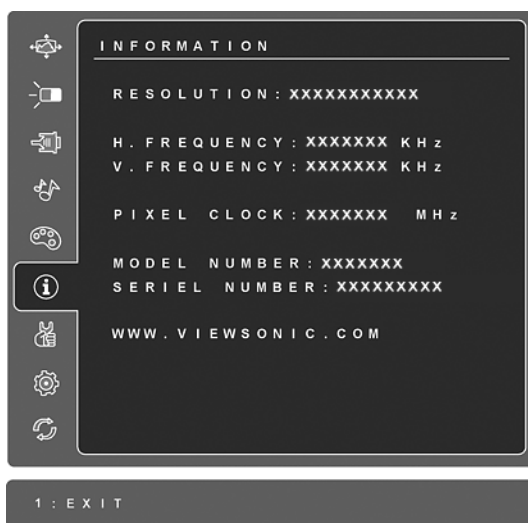 INFORMATION
RESOLUTION: XXXXXXXXXXX
H. FREQUENCY: XXXXXXX KHz
V. FREQUENCY: XXXXXXX KHz
PIXEL CLOCK: XXXXXXX MHz
MODEL NUMBER: XXXXXXX
SERIEL NUMBER: XXXXXXXXX
WWW.VIEWSONIC.COM
1: EXIT